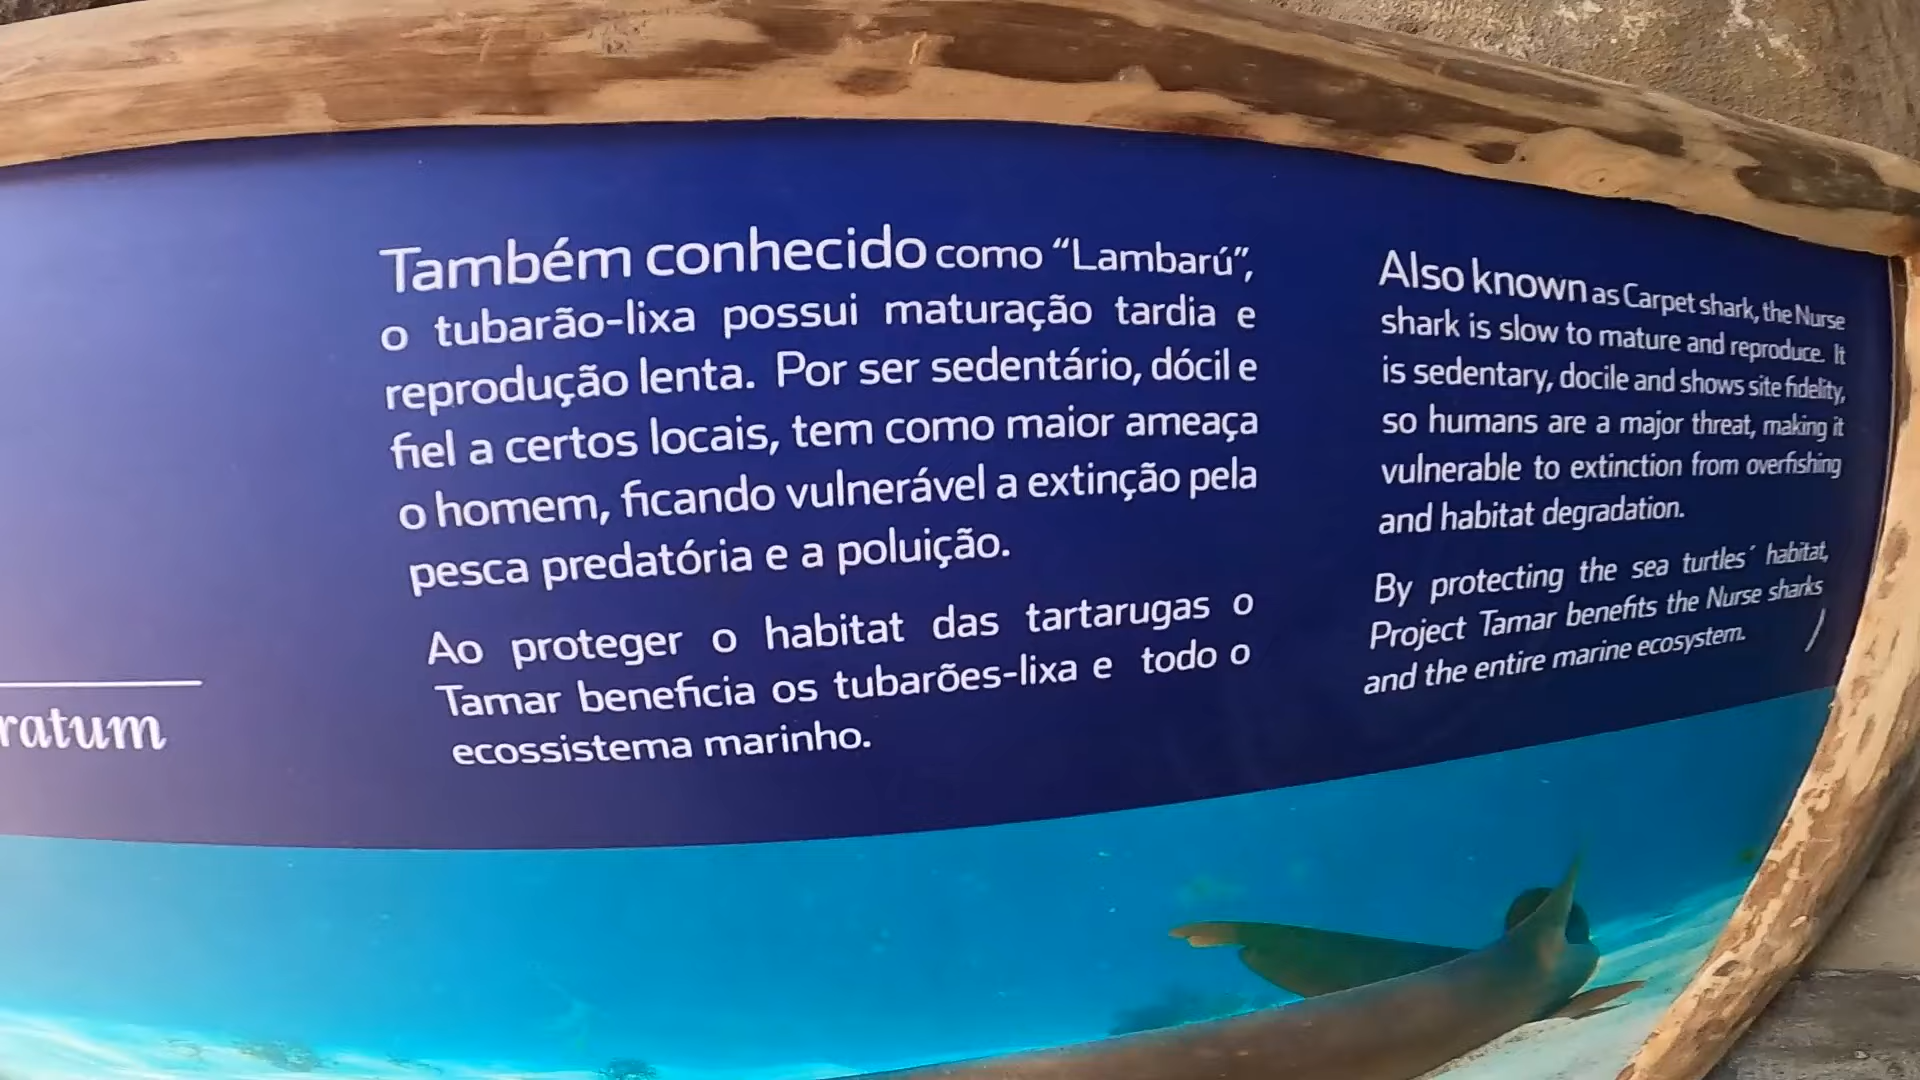 ratum
Também conhecido como “Lambarú”,
o tubarão-lixa possui maturação tardia e
reprodução lenta. Por ser sedentário, dócil e
fiel a certos locais, tem como maior ameaça
o homem, ficando vulnerável a extinção pela
pesca predatória e a poluição.
Ao proteger o habitat das tartarugas o
Tamar beneficia os tubarões-lixa e todo o
ecossistema marinho.
Also known as Carpet shark, the Nurse
shark is slow to mature and reproduce. It
is sedentary, docile and shows site fidelity,
so humans are a major threat, making it
vulnerable to extinction from overfishing
and habitat degradation.
By protecting the sea turtles´ habitat,
Project Tamar benefits the Nurse sharks
and the entire marine ecosystem.